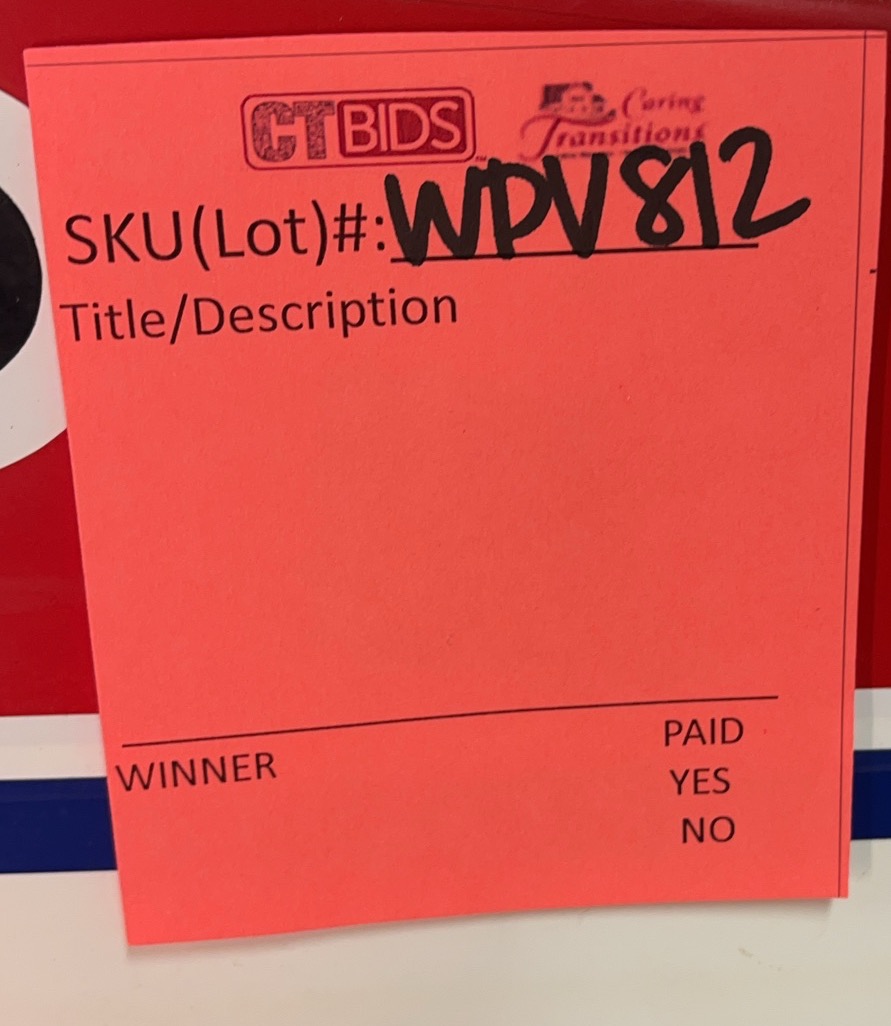 CTBIDS
Caring
Transitions
SKU(Lot)#: WPV812
Title/Description
WINNER
PAID
YES
NO